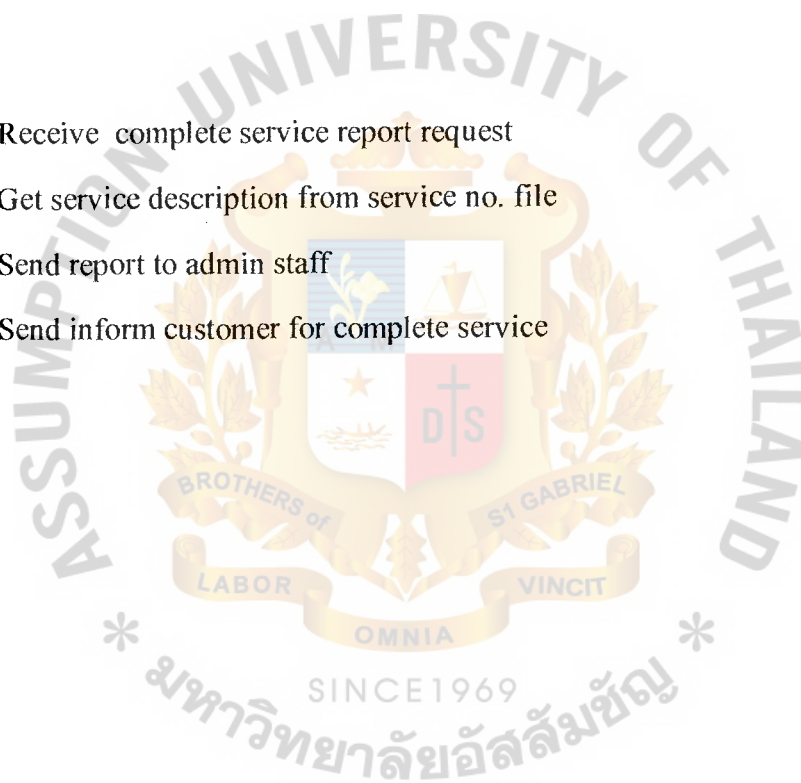 ASSUMPTION UNIVERSITY OF THAILAND
Receive complete service report request
Get service description from service no. file
Send report to admin staff
Send inform customer for complete service
A M
D S
BROTHERS of
S1 GABRIEL
LABOR
VINCIT
OMNIA
SINCE1969
มหาวิทยาลัยอัสสัมชัญ